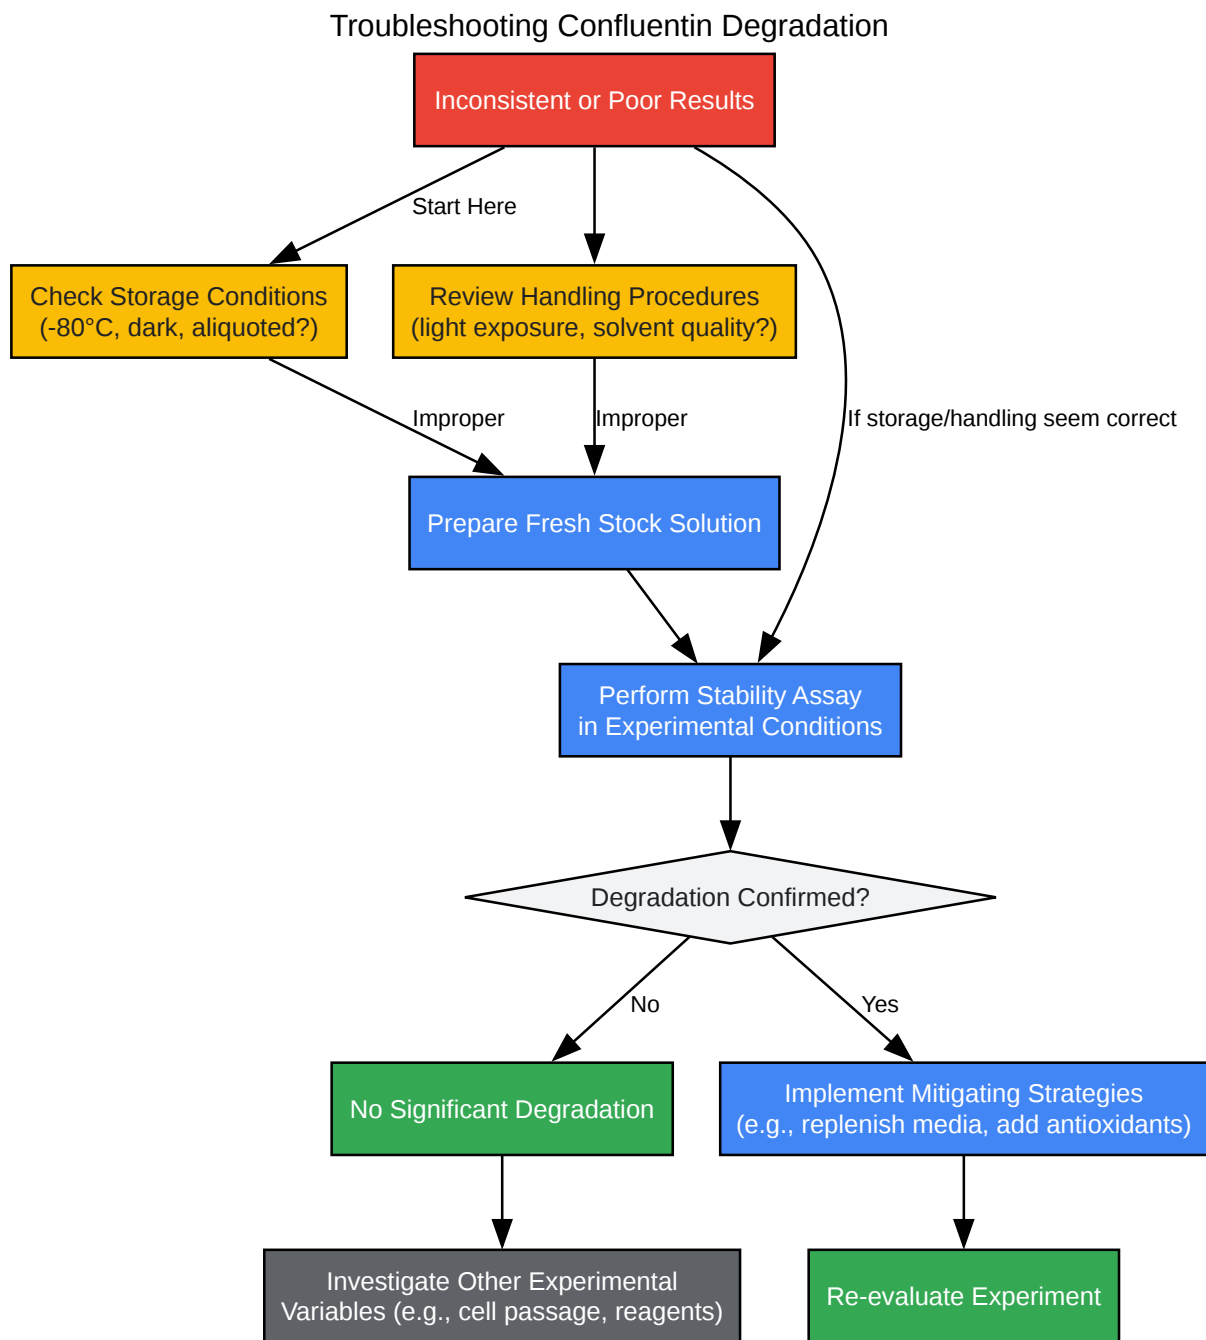 Troubleshooting Confluentin Degradation
Inconsistent or Poor Results
Start Here
Check Storage Conditions
(-80°C, dark, aliquoted?)
Review Handling Procedures
(light exposure, solvent quality?)
Improper
Improper
If storage/handling seem correct
Prepare Fresh Stock Solution
Perform Stability Assay
in Experimental Conditions
Degradation Confirmed?
No
Yes
No Significant Degradation
Implement Mitigating Strategies
(e.g., replenish media, add antioxidants)
Investigate Other Experimental
Variables (e.g., cell passage, reagents)
Re-evaluate Experiment